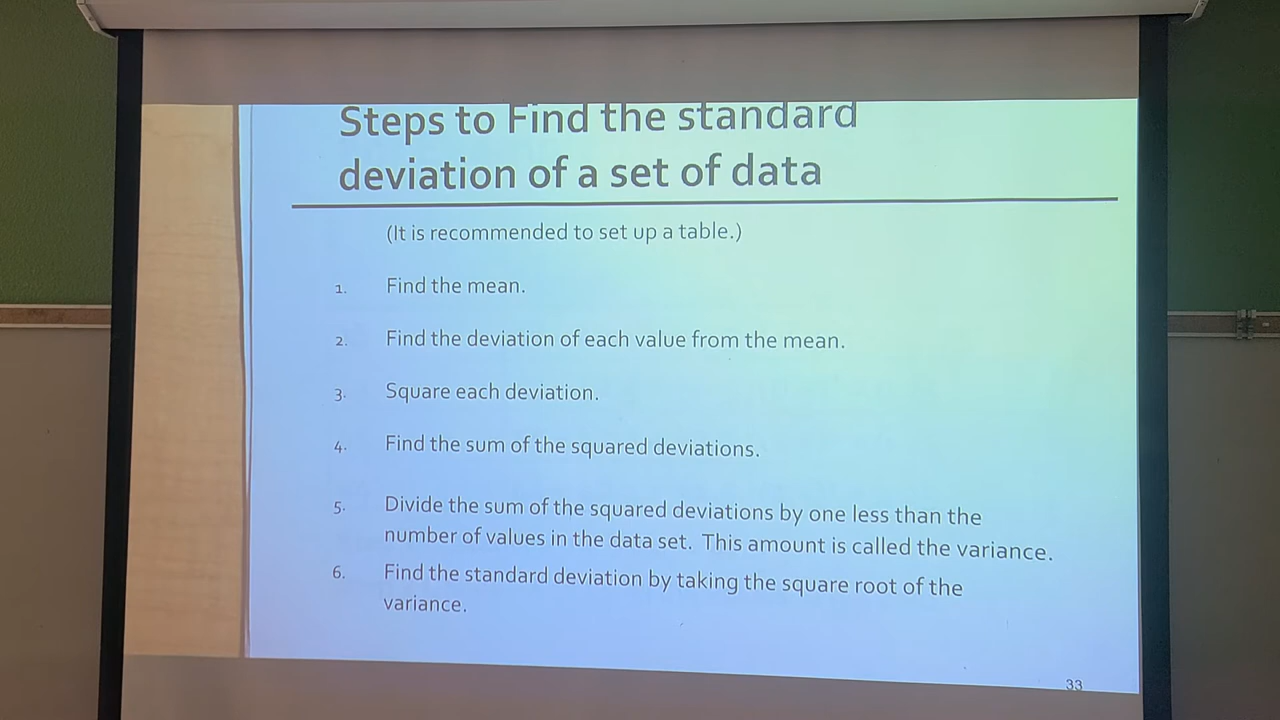 Steps to Find the standard
deviation of a set of data
(It is recommended to set up a table.)
1. Find the mean.
2. Find the deviation of each value from the mean.
3. Square each deviation.
4. Find the sum of the squared deviations.
5. Divide the sum of the squared deviations by one less than the
number of values in the data set. This amount is called the variance.
6. Find the standard deviation by taking the square root of the
variance.
33